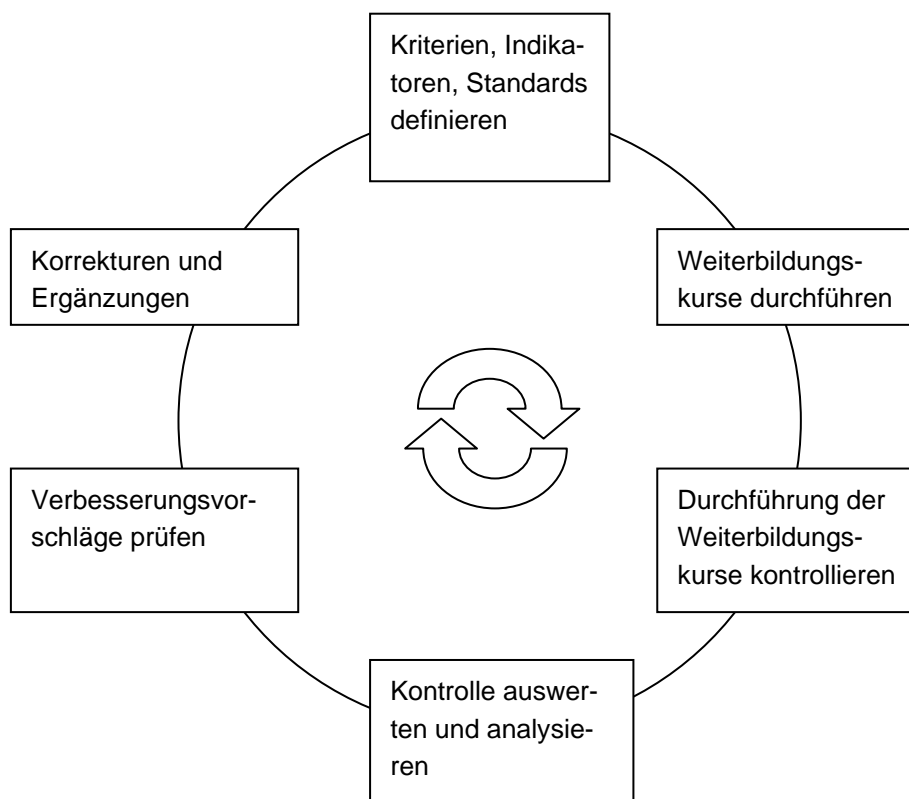 Kriterien, Indika-
toren, Standards
definieren
Korrekturen und
Ergänzungen
Weiterbildungs-
kurse durchführen
Verbesserungsvor-
schläge prüfen
Durchführung der
Weiterbildungs-
kurse kontrollieren
Kontrolle auswer-
ten und analysie-
ren